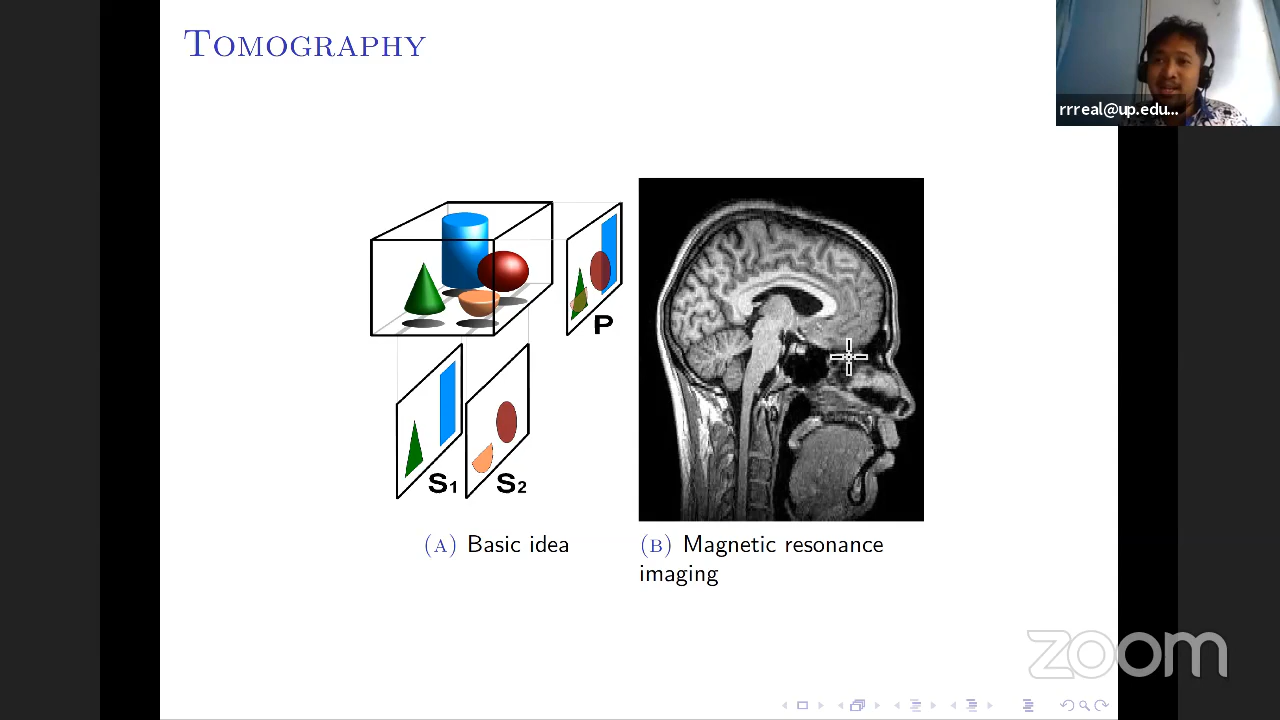 TOMOGRAPHY
rrreal@up.edu...
P
S1
S2
(A) Basic idea
(B) Magnetic resonance
imaging
zoom